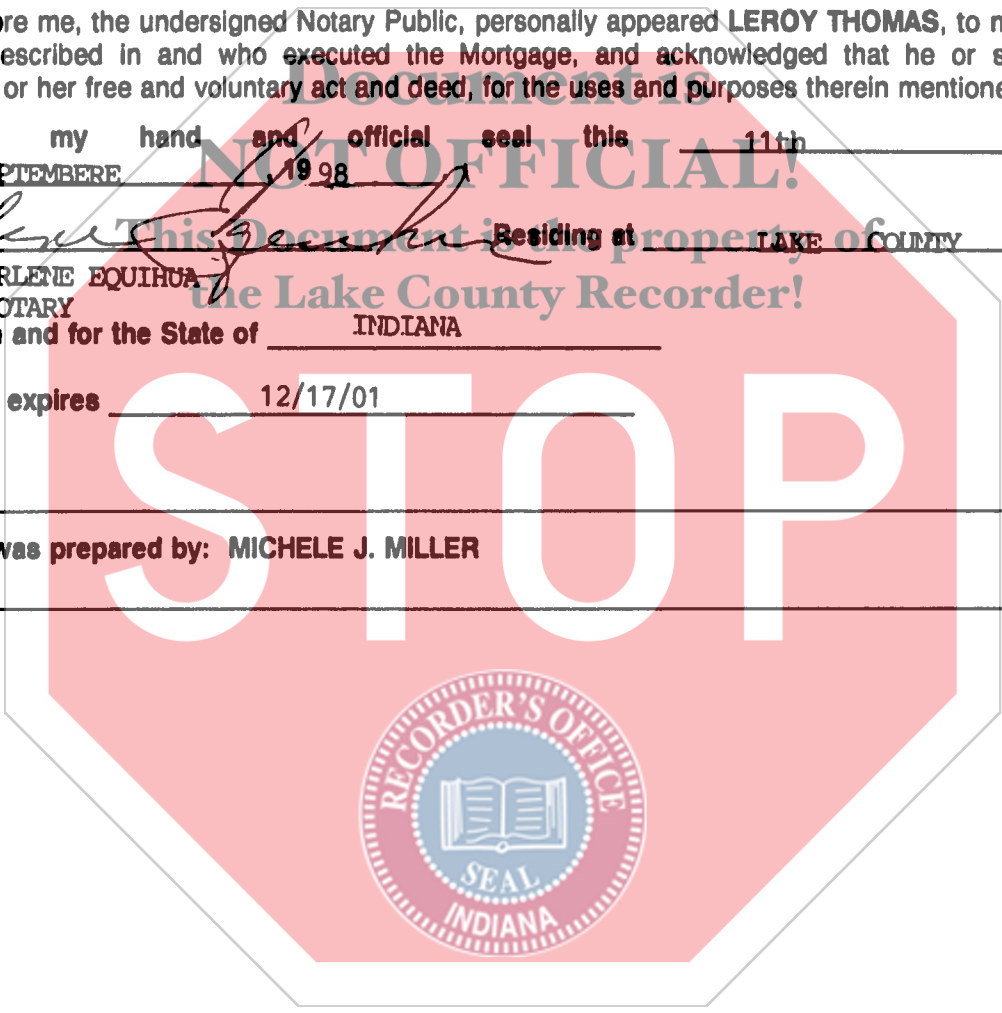 re me, the undersigned Notary Public, personally appeared LEROY THOMAS, to m
escribed in and who executed the Mortgage, and acknowledged that he or s
or her free and voluntary act and deed, for the uses and purposes therein mentione
Document is
my hand and official seal this 11th
NOT OFFICIAL!
PTEMBERE 1998
This Document is the property of
Residing at LAKE COUNTY
RLENE EQUIHUA
the Lake County Recorder!
OTARY
and for the State of INDIANA
expires 12/17/01
STOP
was prepared by: MICHELE J. MILLER
RECORDER'S OFFICE
SEAL
INDIANA